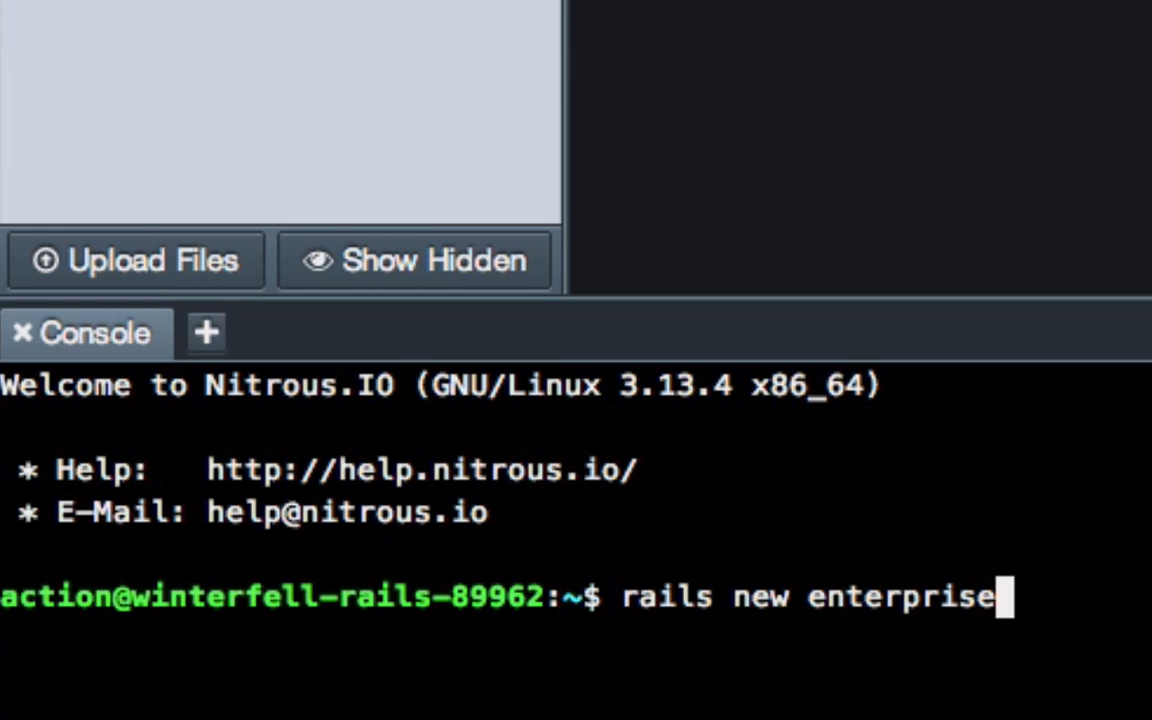 Upload Files
Show Hidden
Console
Welcome to Nitrous.IO (GNU/Linux 3.13.4 x86_64)
* Help: http://help.nitrous.io/
* E-Mail: help@nitrous.io
action@winterfell-rails-89962:~$ rails new enterprise